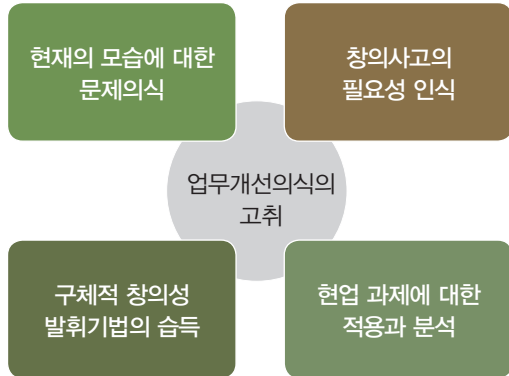 현재의 모습에 대한
문제의식
창의사고의
필요성 인식
업무개선의식의
고취
구체적 창의성
발휘기법의 습득
현업 과제에 대한
적용과 분석